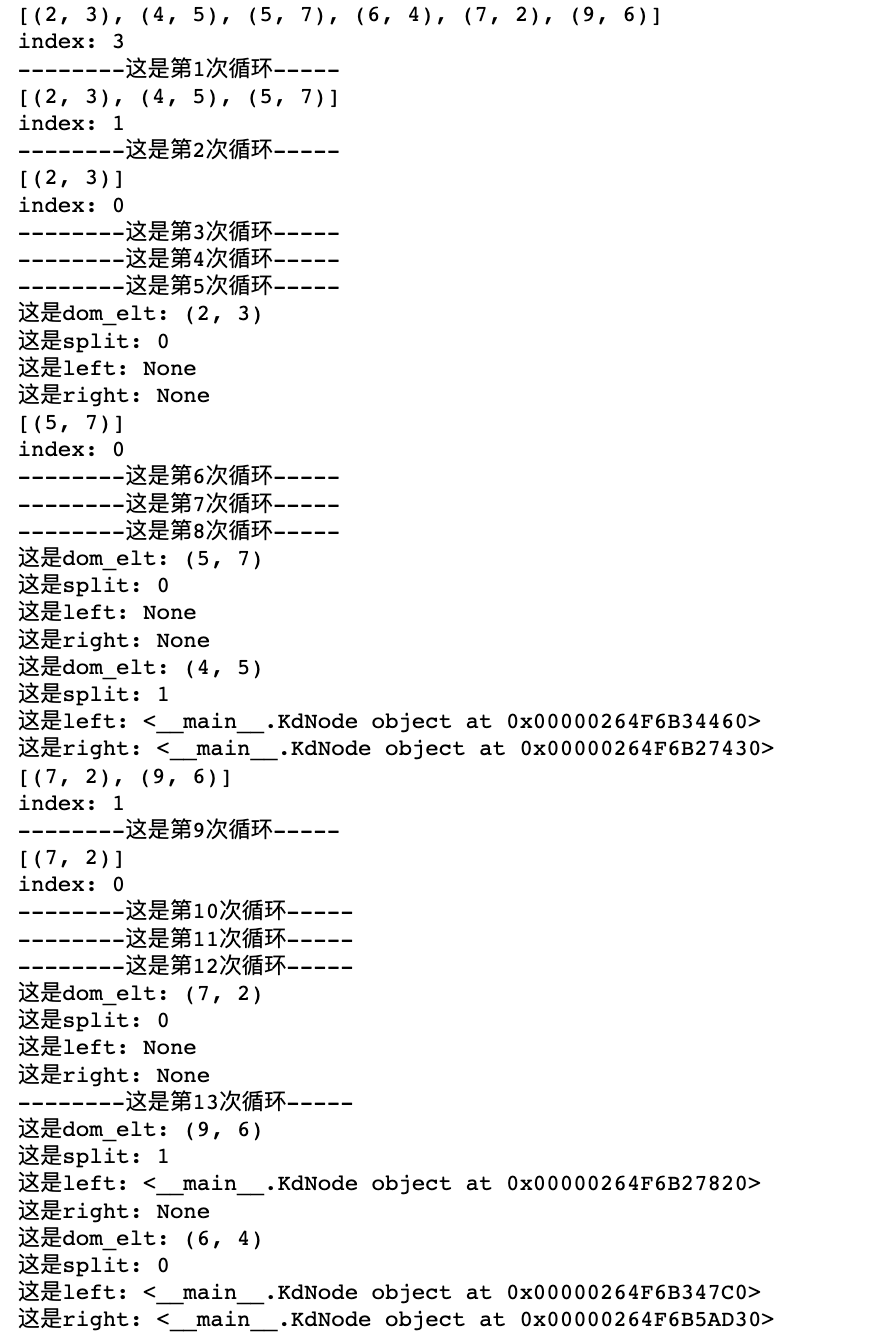 [(2, 3), (4, 5), (5, 7), (6, 4), (7, 2), (9, 6)]
index: 3
--------这是第1次循环-----
[(2, 3), (4, 5), (5, 7)]
index: 1
--------这是第2次循环-----
[(2, 3)]
index: 0
--------这是第3次循环-----
--------这是第4次循环-----
--------这是第5次循环-----
这是dom_elt: (2, 3)
这是split: 0
这是left: None
这是right: None
[(5, 7)]
index: 0
--------这是第6次循环-----
--------这是第7次循环-----
--------这是第8次循环-----
这是dom_elt: (5, 7)
这是split: 0
这是left: None
这是right: None
这是dom_elt: (4, 5)
这是split: 1
这是left: <__main__.KdNode object at 0x00000264F6B34460>
这是right: <__main__.KdNode object at 0x00000264F6B27430>
[(7, 2), (9, 6)]
index: 1
--------这是第9次循环-----
[(7, 2)]
index: 0
--------这是第10次循环-----
--------这是第11次循环-----
--------这是第12次循环-----
这是dom_elt: (7, 2)
这是split: 0
这是left: None
这是right: None
--------这是第13次循环-----
这是dom_elt: (9, 6)
这是split: 1
这是left: <__main__.KdNode object at 0x00000264F6B27820>
这是right: None
这是dom_elt: (6, 4)
这是split: 0
这是left: <__main__.KdNode object at 0x00000264F6B347C0>
这是right: <__main__.KdNode object at 0x00000264F6B5AD30>